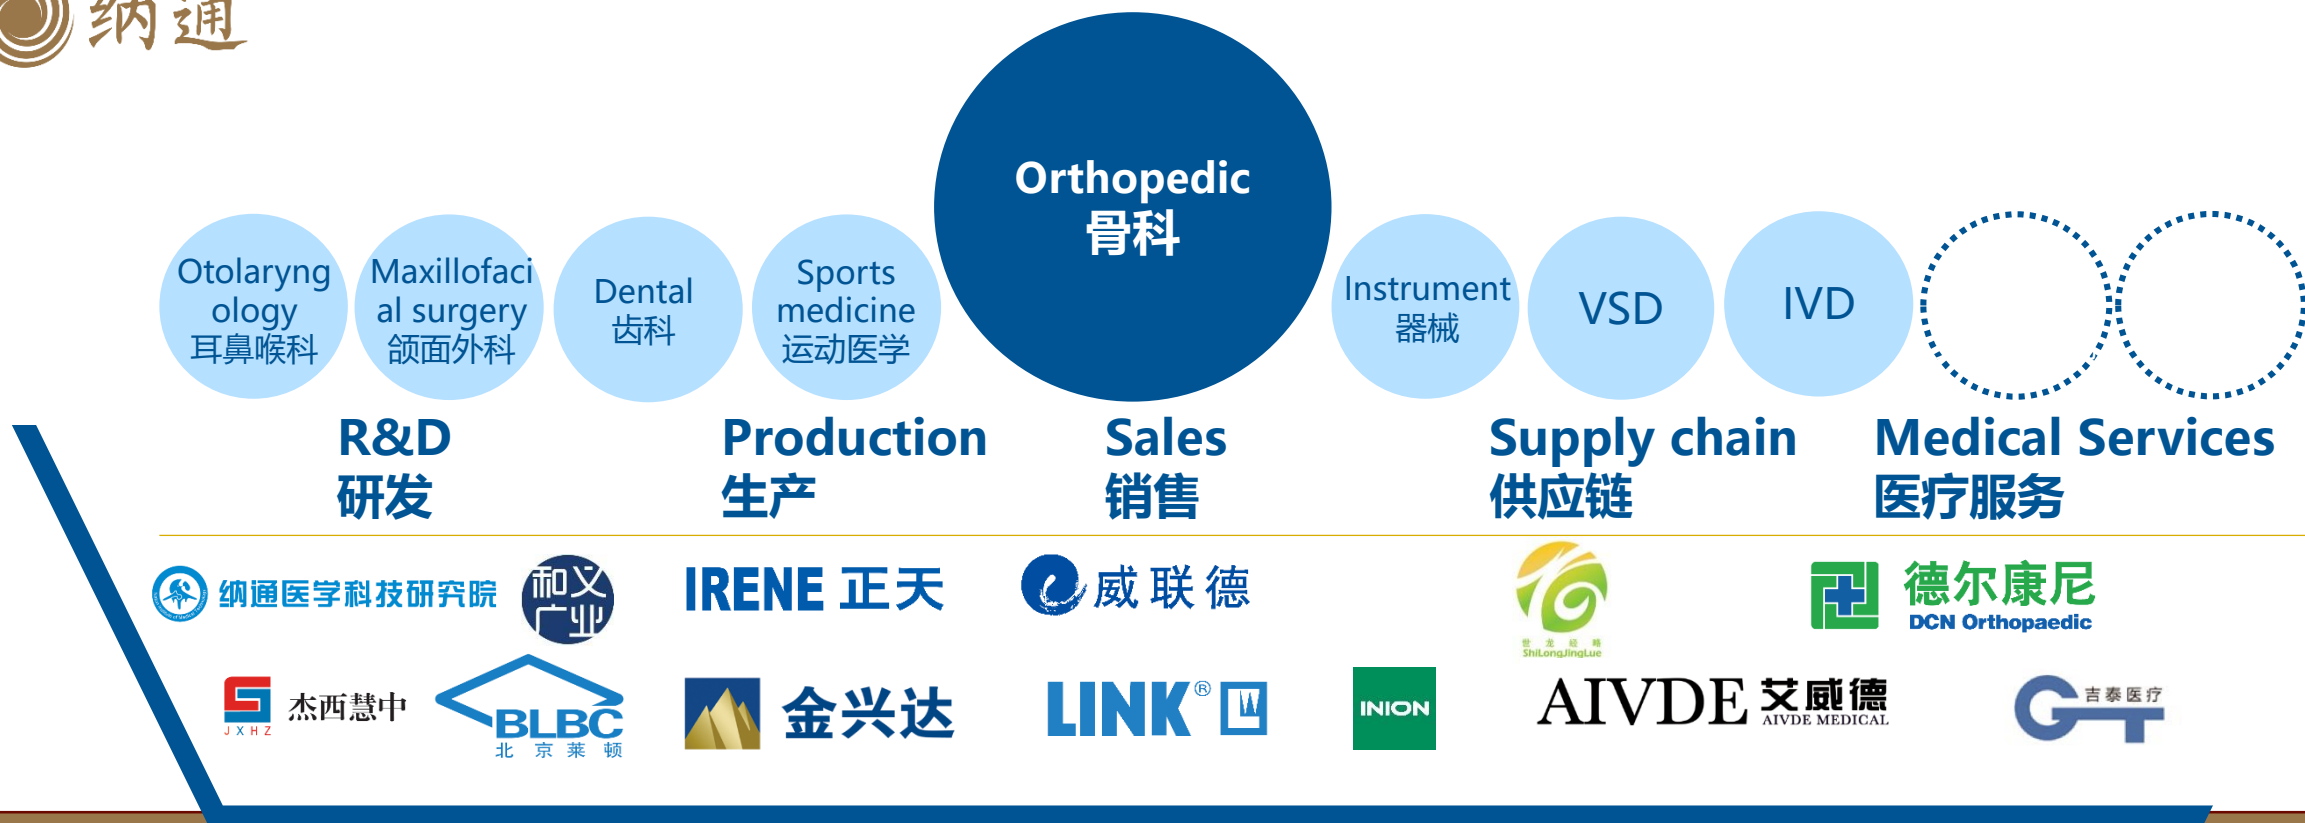 纳通
Orthopedic
骨科
Otolaryng
ology
耳鼻喉科
Maxillofaci
al surgery
颌面外科
Dental
齿科
Sports
medicine
运动医学
Instrument
器械
VSD
IVD
R&D
研发
Production
生产
Sales
销售
Supply chain
供应链
Medical Services
医疗服务
纳通医学科技研究院
和义
广业
IRENE 正天
威联德
世龙经略
ShiLongJingLue
德尔康尼
DCN Orthopaedic
JXHZ
杰西慧中
BLBC
北京莱顿
金兴达
LINK®
INION
AIVDE 艾威德
AIVDE MEDICAL
吉泰医疗